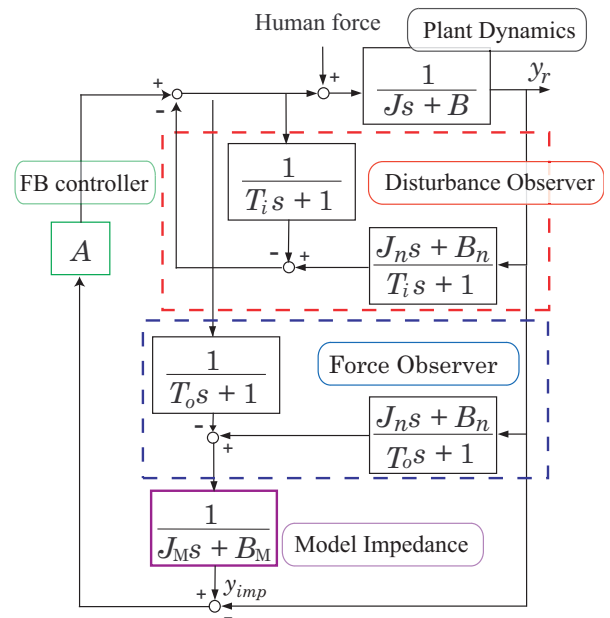 Plant Dynamics
Human force
y_r
+
+
-
1
Js + B
FB controller
1
T_i s + 1
Disturbance Observer
A
-
+
J_n s + B_n
T_i s + 1
1
T_o s + 1
Force Observer
-
+
J_n s + B_n
T_o s + 1
1
J_M s + B_M
Model Impedance
y_imp
+
-